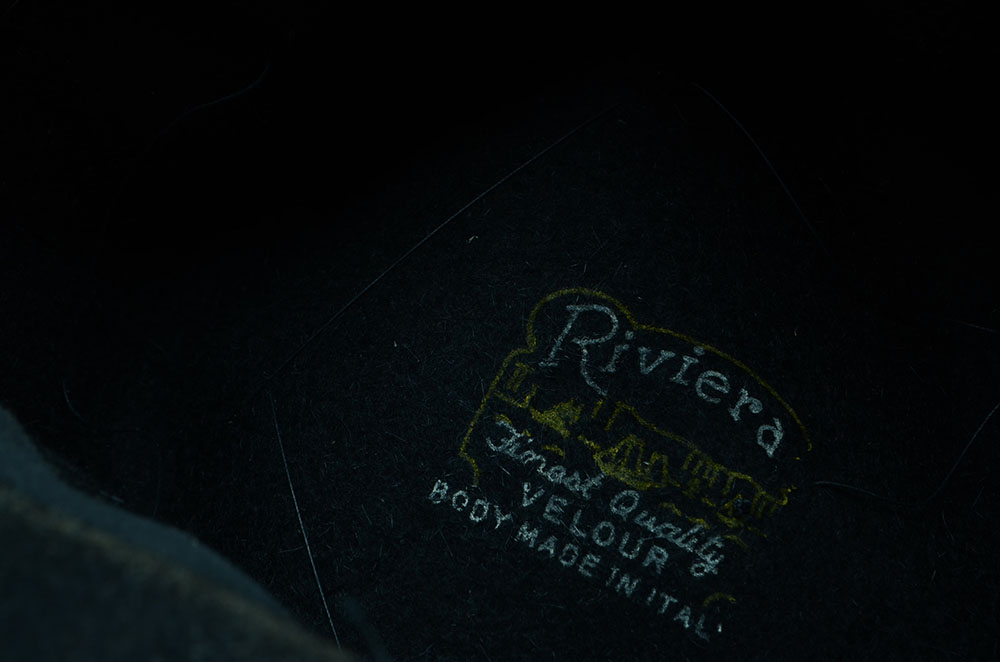 Riviera
Finest Quality
VELOUR
BODY MADE IN ITAL